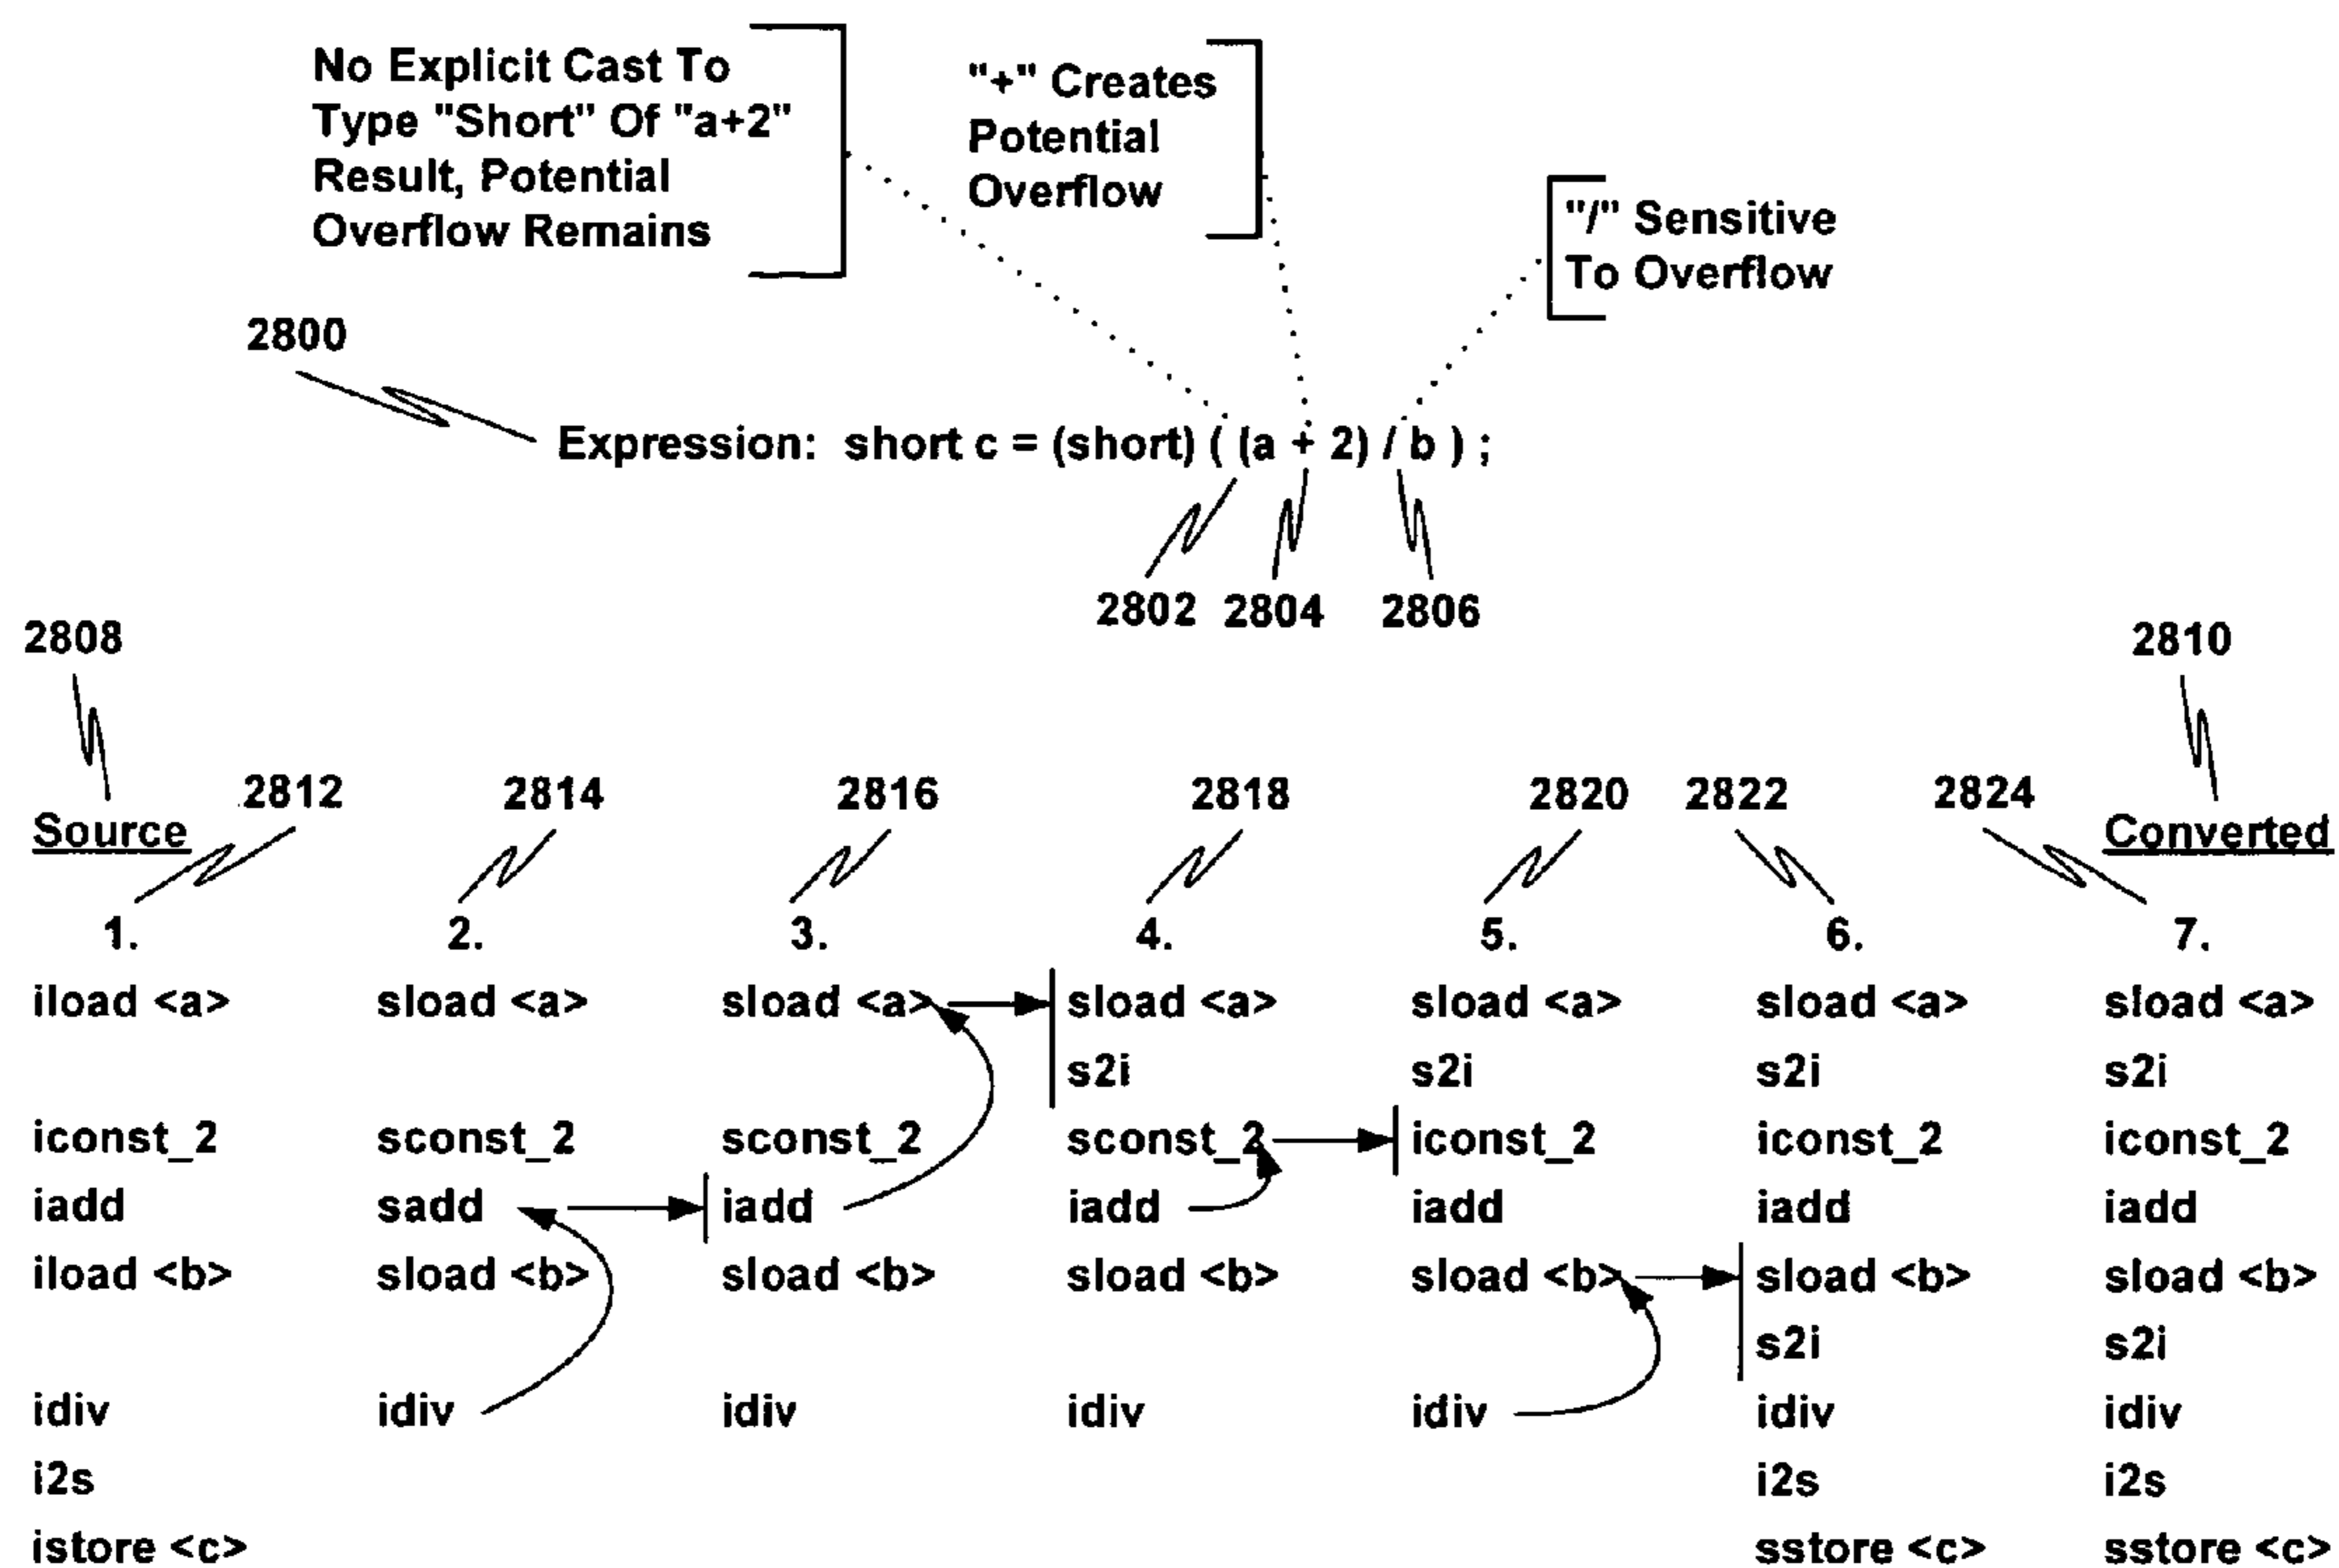 No Explicit Cast To
Type "Short" Of "a+2"
Result, Potential
Overflow Remains
"+" Creates
Potential
Overflow
"/" Sensitive
To Overflow
2800
Expression: short c = (short) ( (a + 2) / b ) ;
2802 2804 2806
2808 2810
2812 2814 2816 2818 2820 2822 2824
Source Converted
1. 2. 3. 4. 5. 6. 7.
iload <a> sload <a> sload <a> sload <a> sload <a> sload <a> sload <a>
s2i s2i s2i s2i
iconst_2 sconst_2 sconst_2 sconst_2 iconst_2 iconst_2 iconst_2
iadd sadd iadd iadd iadd iadd iadd
iload <b> sload <b> sload <b> sload <b> sload <b> sload <b> sload <b>
s2i s2i
idiv idiv idiv idiv idiv idiv idiv
i2s i2s i2s
istore <c> sstore <c> sstore <c>